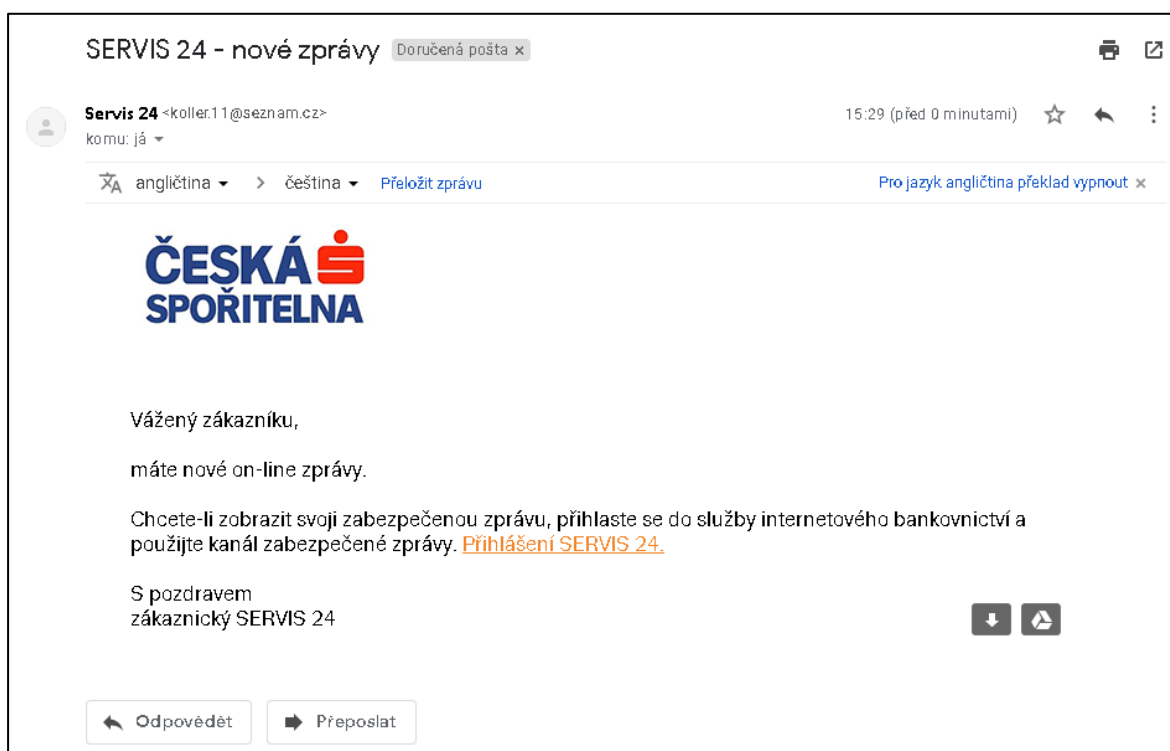 SERVIS 24 - nové zprávy Doručená pošta x
Servis 24 <koller.11@seznam.cz> 15:29 (před 0 minutami)
komu: já
angličtina > čeština Přeložit zprávu Pro jazyk angličtina překlad vypnout x
ČESKÁ
SPOŘITELNA
Vážený zákazníku,
máte nové on-line zprávy.
Chcete-li zobrazit svoji zabezpečenou zprávu, přihlaste se do služby internetového bankovnictví a
použijte kanál zabezpečené zprávy. Přihlášení SERVIS 24.
S pozdravem
zákaznický SERVIS 24
Odpovědět Přeposlat